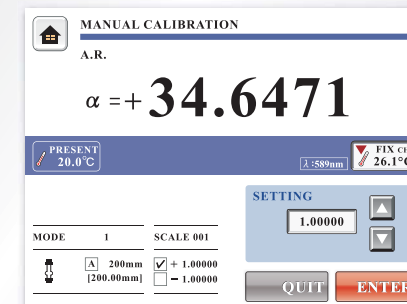 MANUAL CALIBRATION
A.R.
α = + 34.6471
PRESENT
20.0°C
λ :589nm
FIX
26.1°C
SETTING
1.00000
MODE 1 SCALE 001
A 200mm
[200.00mm]
+ 1.00000
- 1.00000
QUIT ENTER